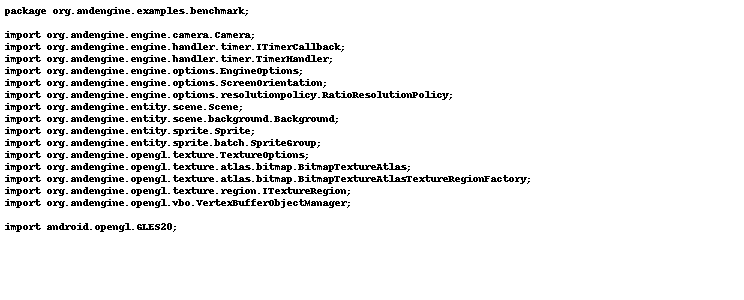 package org.andengine.examples.benchmark;
import org.andengine.engine.camera.Camera;
import org.andengine.engine.handler.timer.ITimerCallback;
import org.andengine.engine.handler.timer.TimerHandler;
import org.andengine.engine.options.EngineOptions;
import org.andengine.engine.options.ScreenOrientation;
import org.andengine.engine.options.resolutionpolicy.RatioResolutionPolicy;
import org.andengine.entity.scene.Scene;
import org.andengine.entity.scene.background.Background;
import org.andengine.entity.sprite.Sprite;
import org.andengine.entity.sprite.batch.SpriteGroup;
import org.andengine.opengl.texture.TextureOptions;
import org.andengine.opengl.texture.atlas.bitmap.BitmapTextureAtlas;
import org.andengine.opengl.texture.atlas.bitmap.BitmapTextureAtlasTextureRegionFactory;
import org.andengine.opengl.texture.region.ITextureRegion;
import org.andengine.opengl.vbo.VertexBufferObjectManager;
import android.opengl.GLES20;